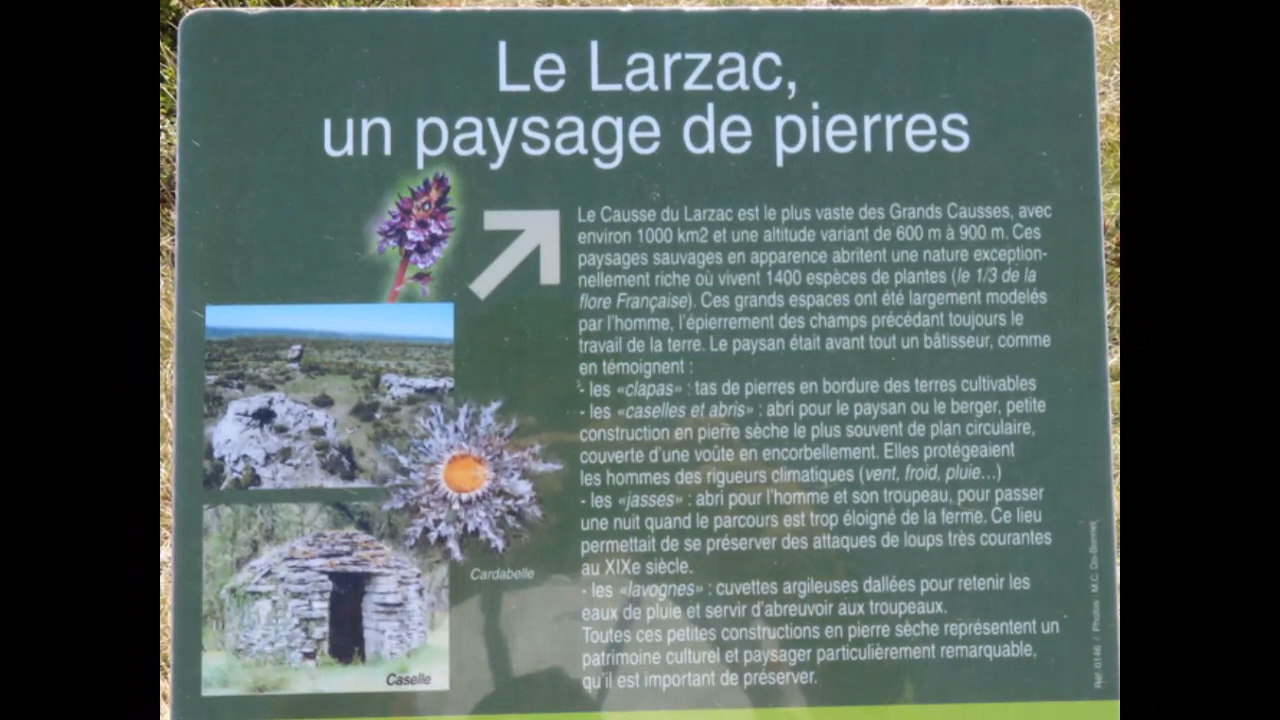 Le Larzac,
un paysage de pierres
Le Causse du Larzac est le plus vaste des Grands Causses, avec
environ 1000 km2 et une altitude variant de 600 m à 900 m. Ces
paysages sauvages en apparence abritent une nature exception-
nellement riche où vivent 1400 espèces de plantes (le 1/3 de la
flore Française). Ces grands espaces ont été largement modelés
par l'homme, l'épierrement des champs précédant toujours le
travail de la terre. Le paysan était avant tout un bâtisseur, comme
en témoignent :
- les «clapas» : tas de pierres en bordure des terres cultivables
- les «caselles et abris» : abri pour le paysan ou le berger, petite
construction en pierre sèche le plus souvent de plan circulaire,
couverte d'une voûte en encorbellement. Elles protégeaient
les hommes des rigueurs climatiques (vent, froid, pluie...)
- les «jasses» : abri pour l'homme et son troupeau, pour passer
une nuit quand le parcours est trop éloigné de la ferme. Ce lieu
permettait de se préserver des attaques de loups très courantes
au XIXe siècle.
- les «lavognes» : cuvettes argileuses dallées pour retenir les
eaux de pluie et servir d'abreuvoir aux troupeaux.
Toutes ces petites constructions en pierre sèche représentent un
patrimoine culturel et paysager particulièrement remarquable,
qu'il est important de préserver.
Cardabelle
Caselle
Réf. 0146 / Photos M.C.